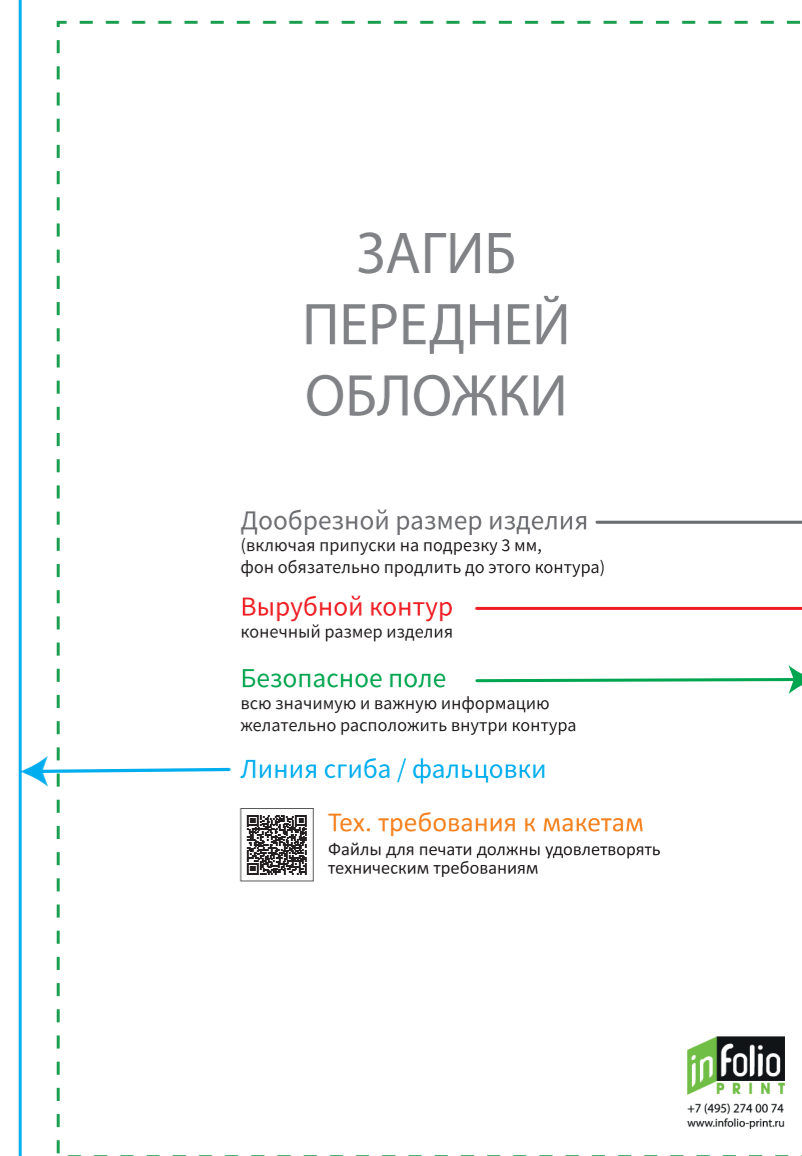 ЗАГИБ
ПЕРЕДНЕЙ
ОБЛОЖКИ
Дообрезной размер изделия
(включая припуски на подрезку 3 мм,
фон обязательно продлить до этого контура)
Вырубной контур
конечный размер изделия
Безопасное поле
всю значимую и важную информацию
желательно расположить внутри контура
Линия сгиба / фальцовки
Тех. требования к макетам
Файлы для печати должны удовлетворять
техническим требованиям
in folio
PRINT
+7 (495) 274 00 74
www.infolio-print.ru